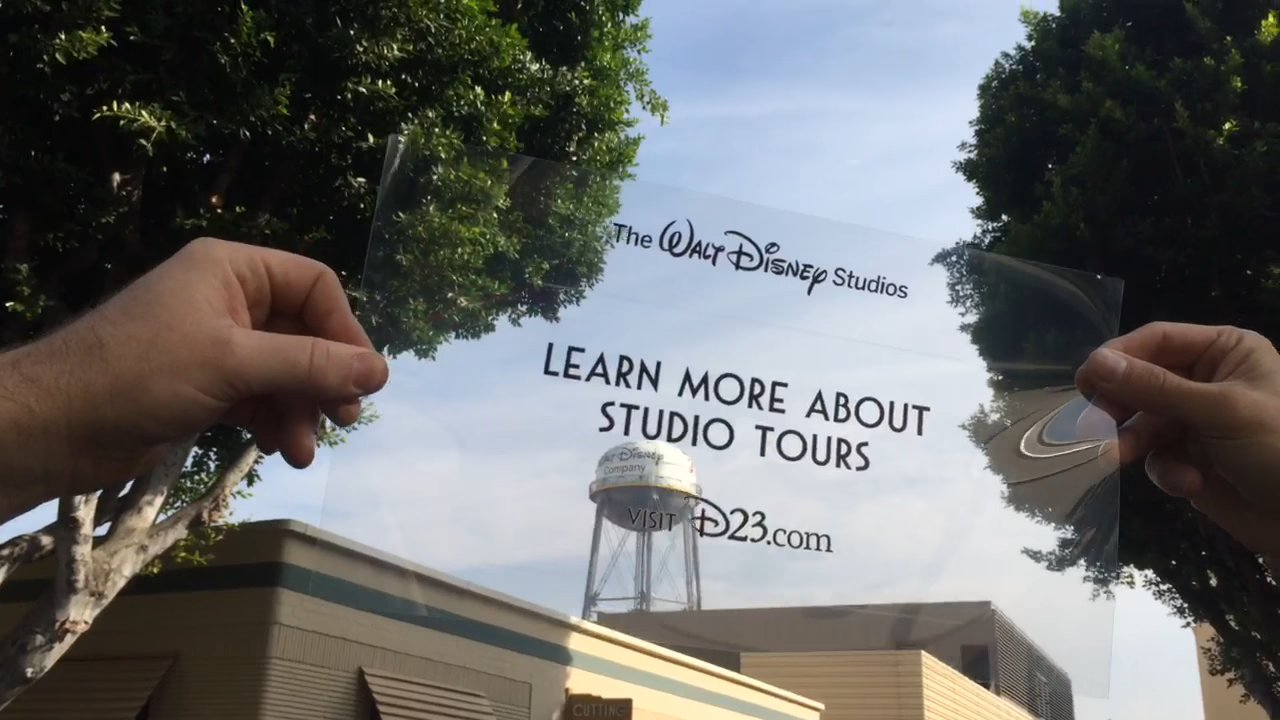 The WALT DISNEY Studios
LEARN MORE ABOUT
STUDIO TOURS
WALT DISNEY
Company
VISIT D23.com
CUTTING